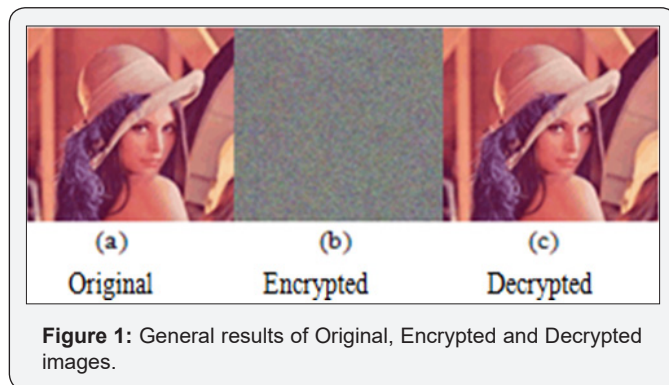 (a) (b) (c)
Original Encrypted Decrypted
Figure 1: General results of Original, Encrypted and Decrypted
images.